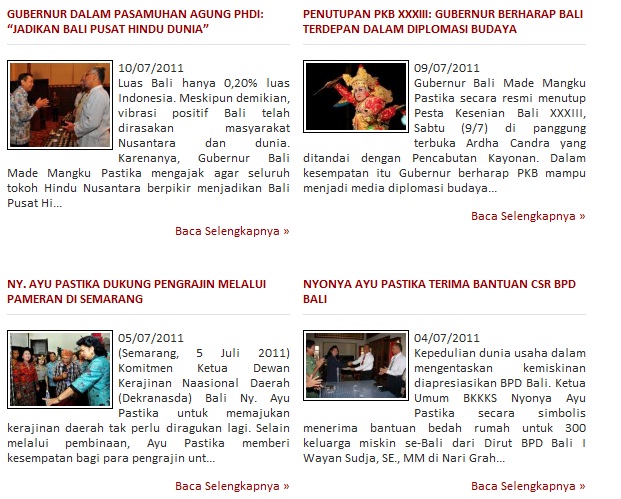 GUBERNUR DALAM PASAMUHAN AGUNG PHDI:
“JADIKAN BALI PUSAT HINDU DUNIA”
10/07/2011
Luas Bali hanya 0,20% luas
Indonesia. Meskipun demikian,
vibrasi positif Bali telah
dirasakan masyarakat
Nusantara dan dunia.
Karenanya, Gubernur Bali
Made Mangku Pastika mengajak agar seluruh
tokoh Hindu Nusantara berpikir menjadikan Bali
Pusat Hi...
Baca Selengkapnya »
PENUTUPAN PKB XXXIII: GUBERNUR BERHARAP BALI
TERDEPAN DALAM DIPLOMASI BUDAYA
09/07/2011
Gubernur Bali Made Mangku
Pastika secara resmi menutup
Pesta Kesenian Bali XXXIII,
Sabtu (9/7) di panggung
terbuka Ardha Candra yang
ditandai dengan Pencabutan Kayonan. Dalam
kesempatan itu Gubernur berharap PKB mampu
menjadi media diplomasi budaya...
Baca Selengkapnya »
NY. AYU PASTIKA DUKUNG PENGRAJIN MELALUI
PAMERAN DI SEMARANG
05/07/2011
(Semarang, 5 Juli 2011)
Komitmen Ketua Dewan
Kerajinan Naasional Daerah
(Dekranasda) Bali Ny. Ayu
Pastika untuk memajukan
kerajinan daerah tak perlu diragukan lagi. Selain
melalui pembinaan, Ayu Pastika memberi
kesempatan bagi para pengrajin unt...
Baca Selengkapnya »
NYONYA AYU PASTIKA TERIMA BANTUAN CSR BPD
BALI
04/07/2011
Kepedulian dunia usaha dalam
mengentaskan kemiskinan
diapresiasikan BPD Bali. Ketua
Umum BKKKS Nyonya Ayu
Pastika secara simbolis
menerima bantuan bedah rumah untuk 300
keluarga miskin se-Bali dari Dirut BPD Bali I
Wayan Sudja, SE., MM di Nari Grah...
Baca Selengkapnya »